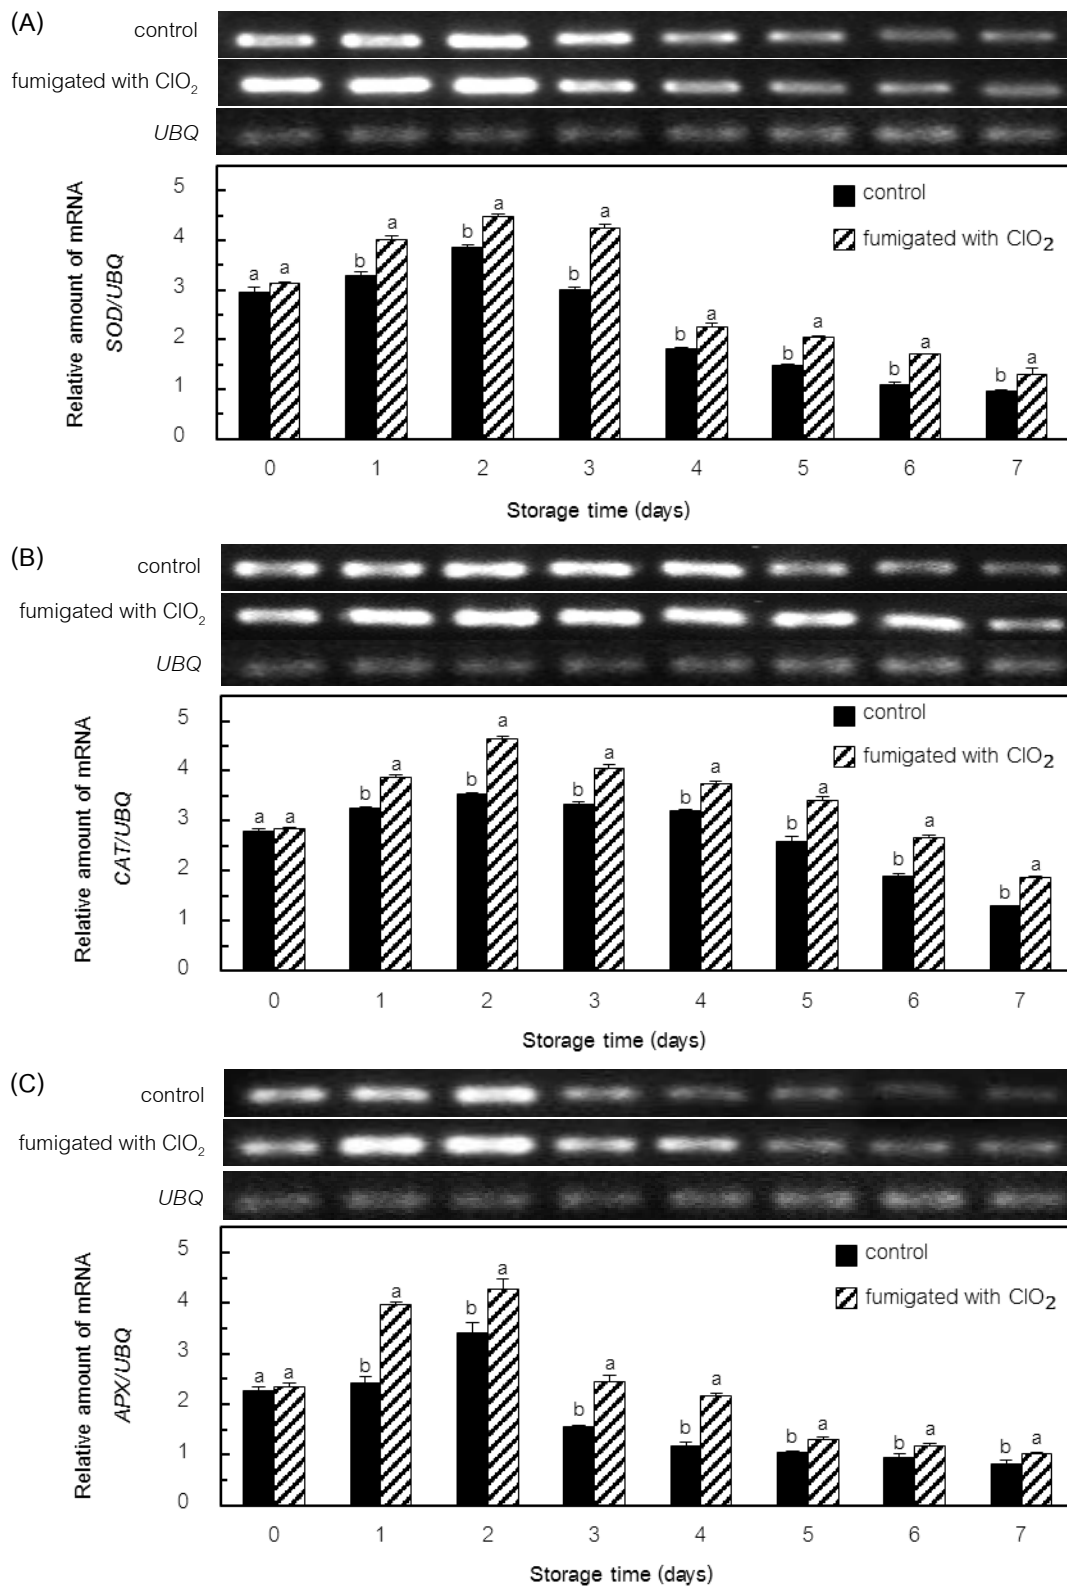 (A)
control
fumigated with ClO2
UBQ
Relative amount of mRNA
SOD/UBQ
5
4
3
2
1
0
control
fumigated with ClO2
a a b a b a b a b a b a b a b a
0 1 2 3 4 5 6 7
Storage time (days)
(B)
control
fumigated with ClO2
UBQ
Relative amount of mRNA
CAT/UBQ
5
4
3
2
1
0
control
fumigated with ClO2
a a b a b a b a b a b a b a b a
0 1 2 3 4 5 6 7
Storage time (days)
(C)
control
fumigated with ClO2
UBQ
Relative amount of mRNA
APX/UBQ
5
4
3
2
1
0
control
fumigated with ClO2
a a b a b a b a b a b a b a b a
0 1 2 3 4 5 6 7
Storage time (days)